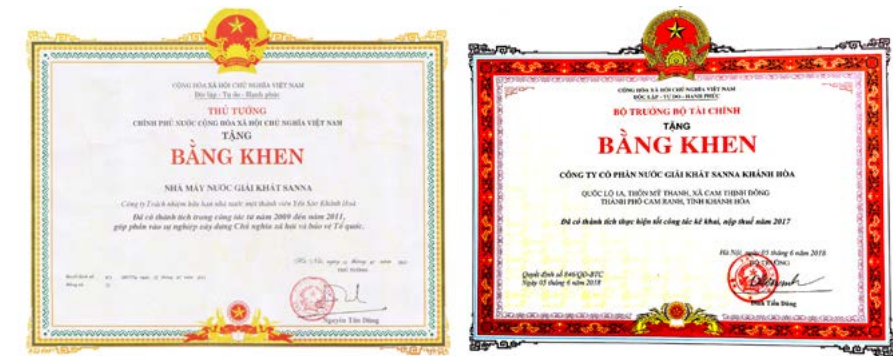 CỘNG HÒA XÃ HỘI CHỦ NGHĨA VIỆT NAM
Độc lập - Tự do - Hạnh phúc
THỦ TƯỚNG
CHÍNH PHỦ NƯỚC CỘNG HÒA XÃ HỘI CHỦ NGHĨA VIỆT NAM
TẶNG
BẰNG KHEN
NHÀ MÁY NƯỚC GIẢI KHÁT SANNA
Công ty Trách nhiệm hữu hạn nhà nước một thành viên Yến Sào Khánh Hoà
Đã có thành tích trong công tác từ năm 2009 đến năm 2011,
góp phần vào sự nghiệp xây dựng Chủ nghĩa xã hội và bảo vệ Tổ quốc.
Hà Nội, ngày tháng năm
THỦ TƯỚNG
Nguyễn Tấn Dũng
CỘNG HÒA XÃ HỘI CHỦ NGHĨA VIỆT NAM
ĐỘC LẬP - TỰ DO - HẠNH PHÚC
BỘ TRƯỞNG BỘ TÀI CHÍNH
TẶNG
BẰNG KHEN
CÔNG TY CỔ PHẦN NƯỚC GIẢI KHÁT SANNA KHÁNH HÒA
QUỐC LỘ 1A, THÔN MỸ THANH, XÃ CAM THỊNH ĐÔNG
THÀNH PHỐ CAM RANH, TỈNH KHÁNH HÒA
Đã có thành tích thực hiện tốt công tác kê khai, nộp thuế năm 2017
Hà Nội, ngày 05 tháng 6 năm 2018
BỘ TRƯỞNG
Quyết định số 846/QĐ-BTC
Ngày 05 tháng 6 năm 2018
Đinh Tiến Dũng